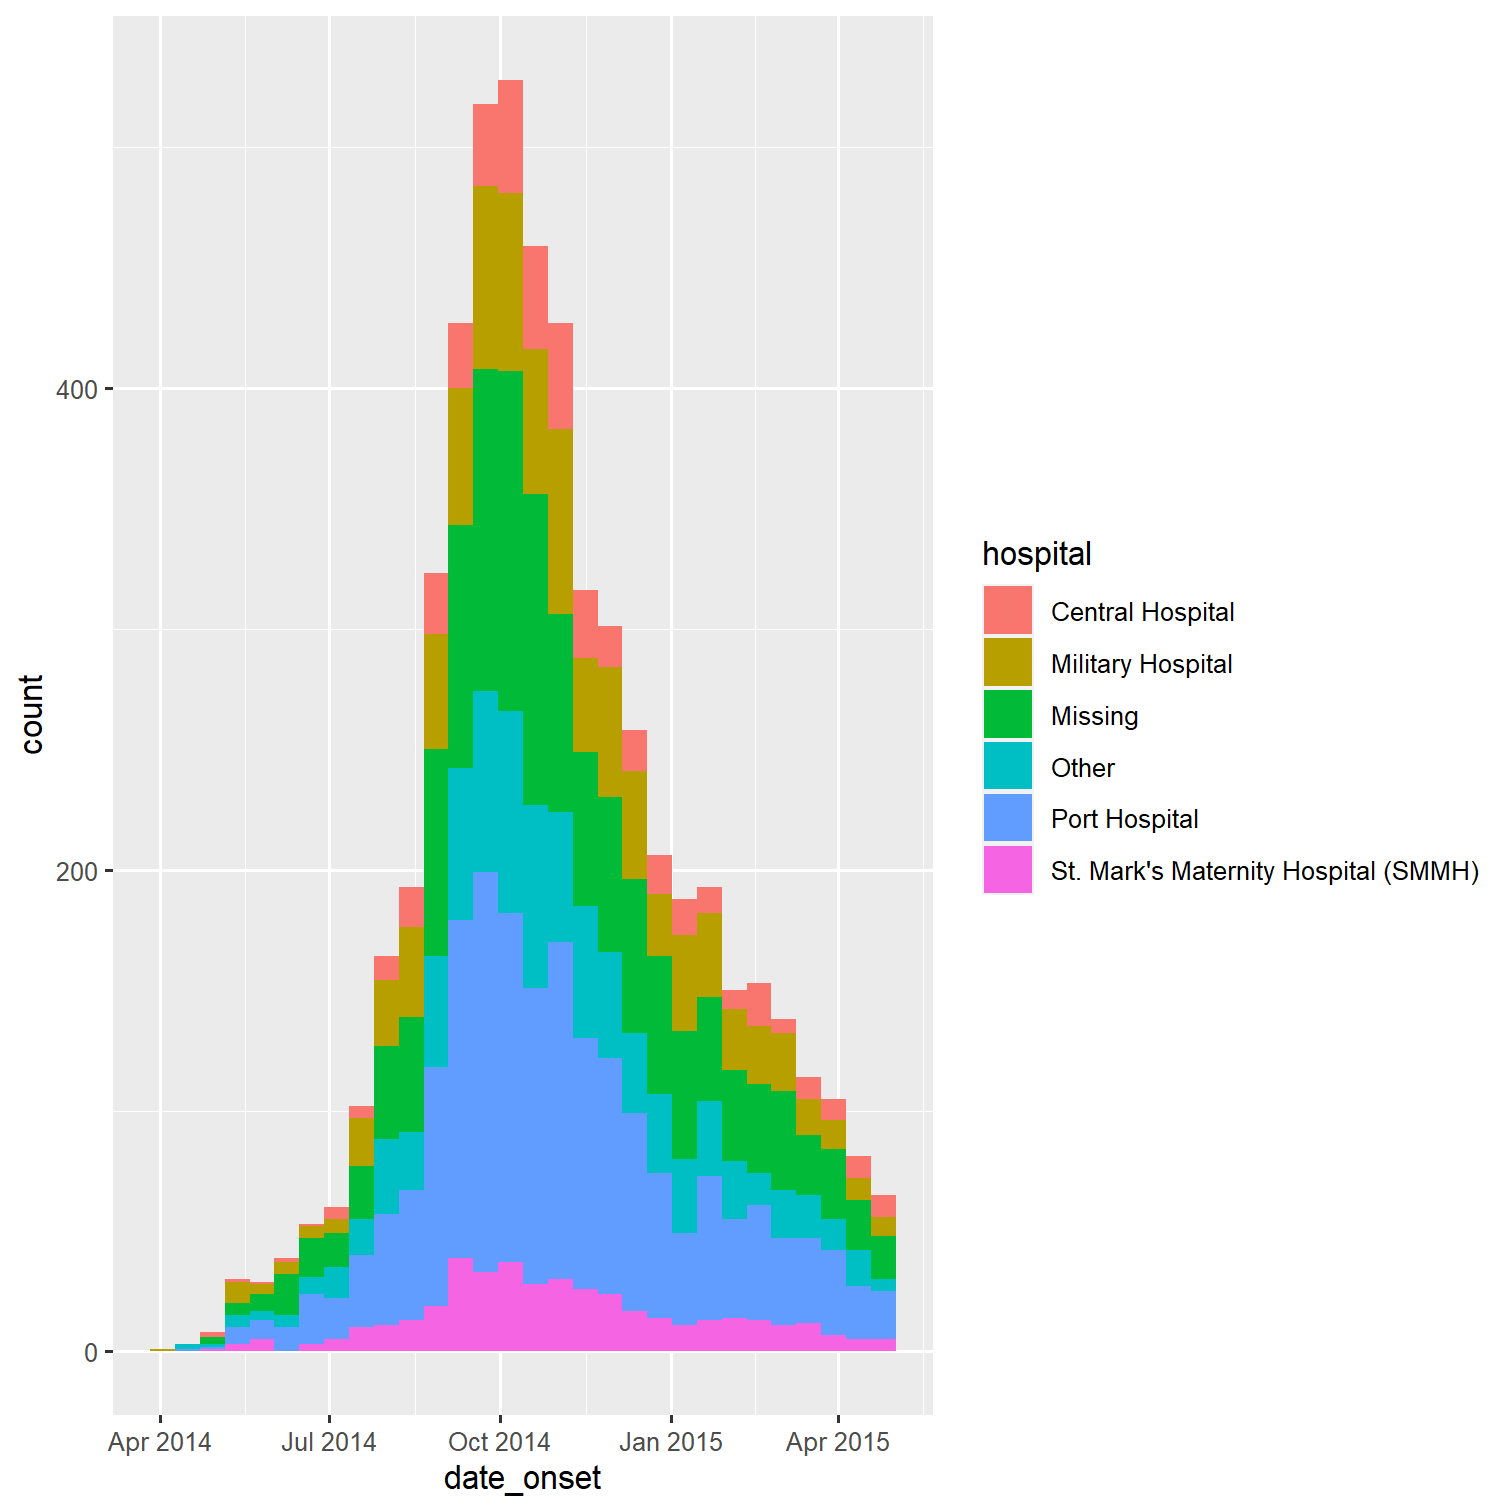 count
400
200
0
Apr 2014
Jul 2014
Oct 2014
Jan 2015
Apr 2015
date_onset
hospital
Central Hospital
Military Hospital
Missing
Other
Port Hospital
St. Mark's Maternity Hospital (SMMH)